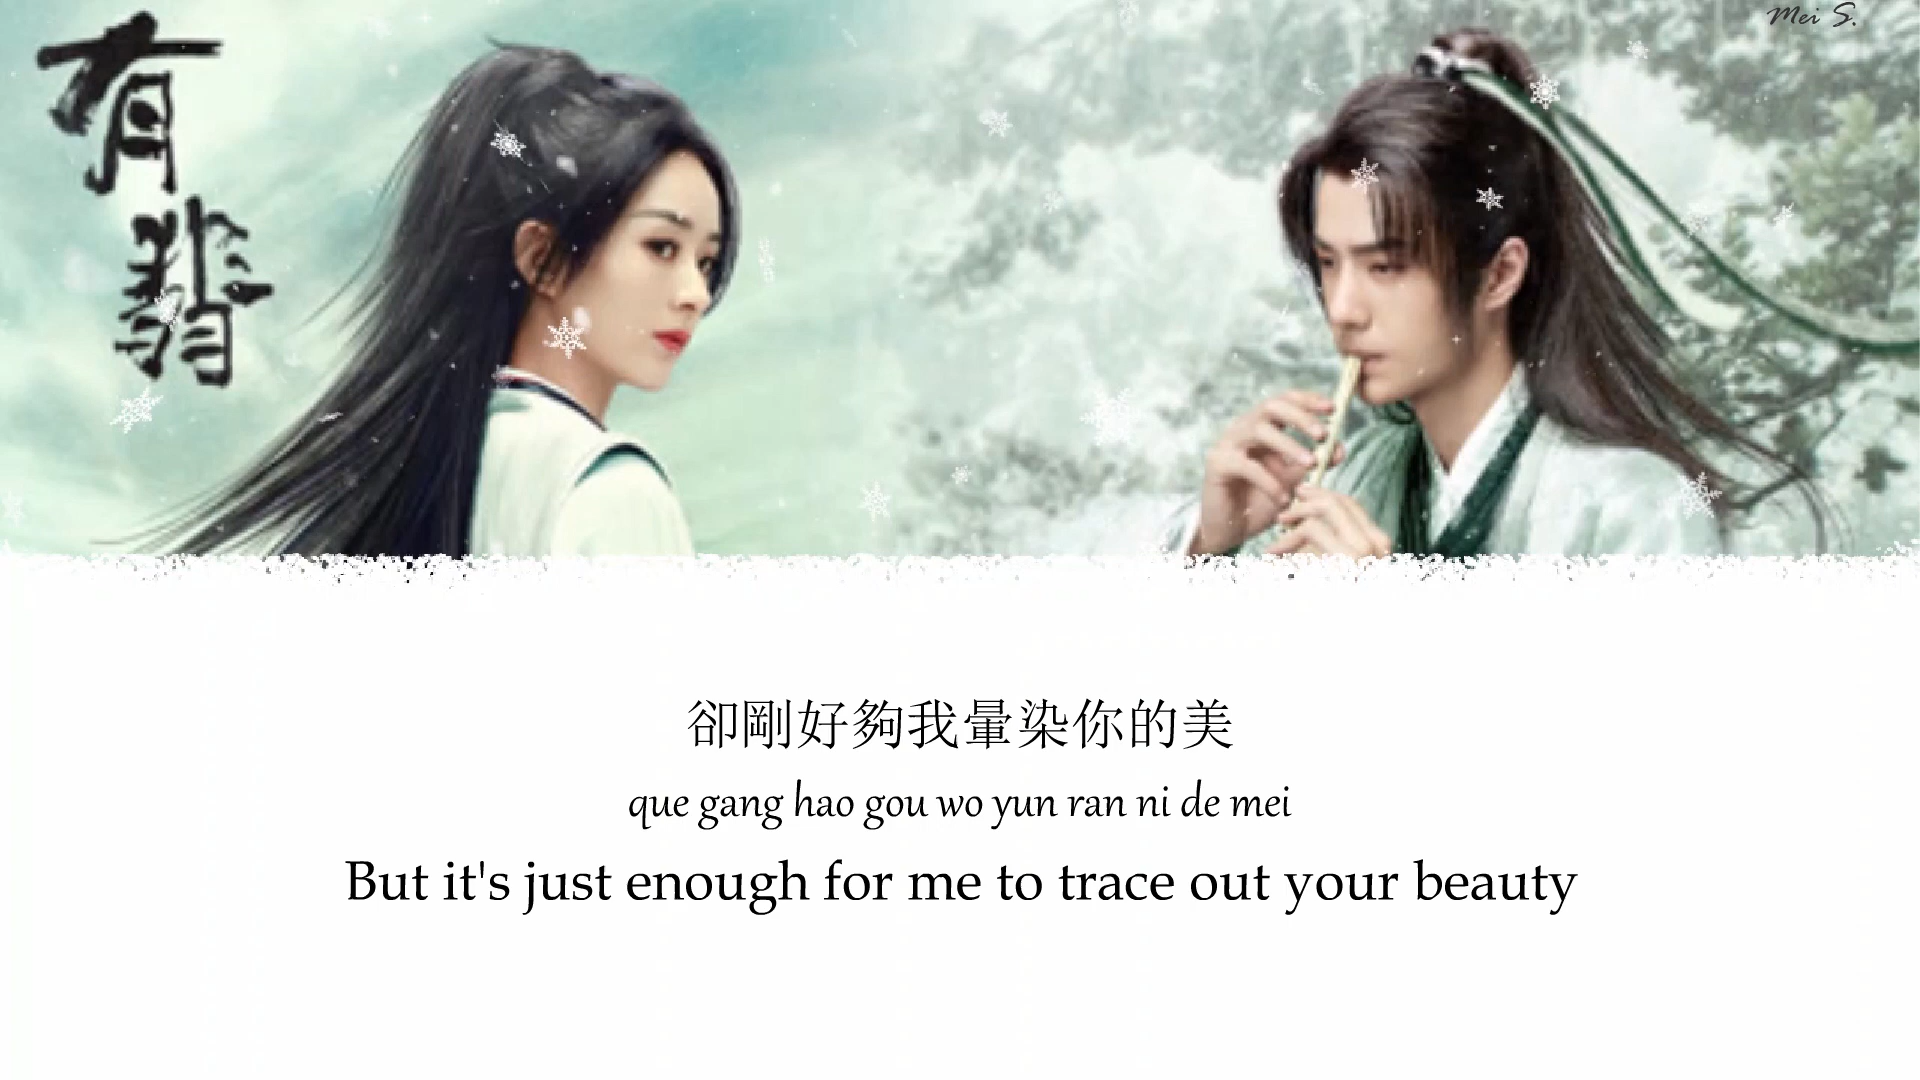 有翡
Mei S.
卻剛好夠我暈染你的美
que gang hao gou wo yun ran ni de mei
But it's just enough for me to trace out your beauty